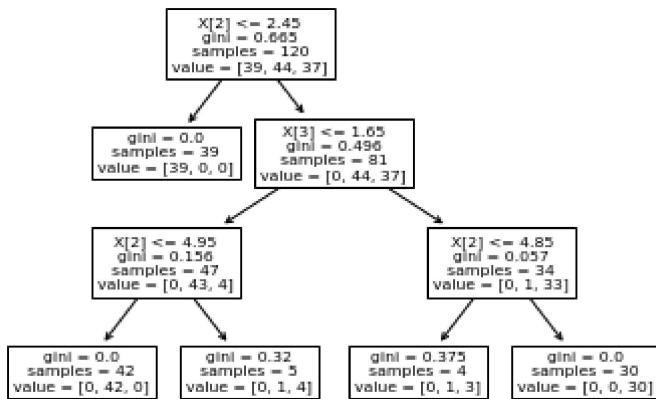 X[2] <= 2.45
gini = 0.665
samples = 120
value = [39, 44, 37]
gini = 0.0
samples = 39
value = [39, 0, 0]
X[3] <= 1.65
gini = 0.496
samples = 81
value = [0, 44, 37]
X[2] <= 4.95
gini = 0.156
samples = 47
value = [0, 43, 4]
X[2] <= 4.85
gini = 0.057
samples = 34
value = [0, 1, 33]
gini = 0.0
samples = 42
value = [0, 42, 0]
gini = 0.32
samples = 5
value = [0, 1, 4]
gini = 0.375
samples = 4
value = [0, 1, 3]
gini = 0.0
samples = 30
value = [0, 0, 30]